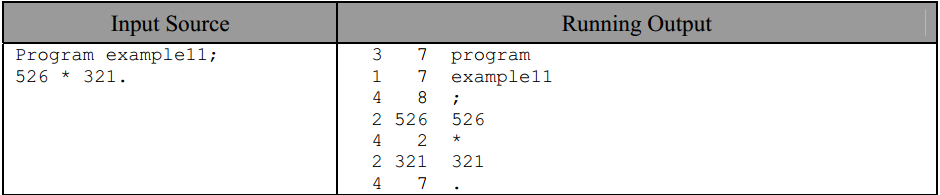 Input Source
Running Output
Program example11;
526 * 321.
3 7 program
1 7 example11
4 8 ;
2 526 526
4 2 *
2 321 321
4 7 .